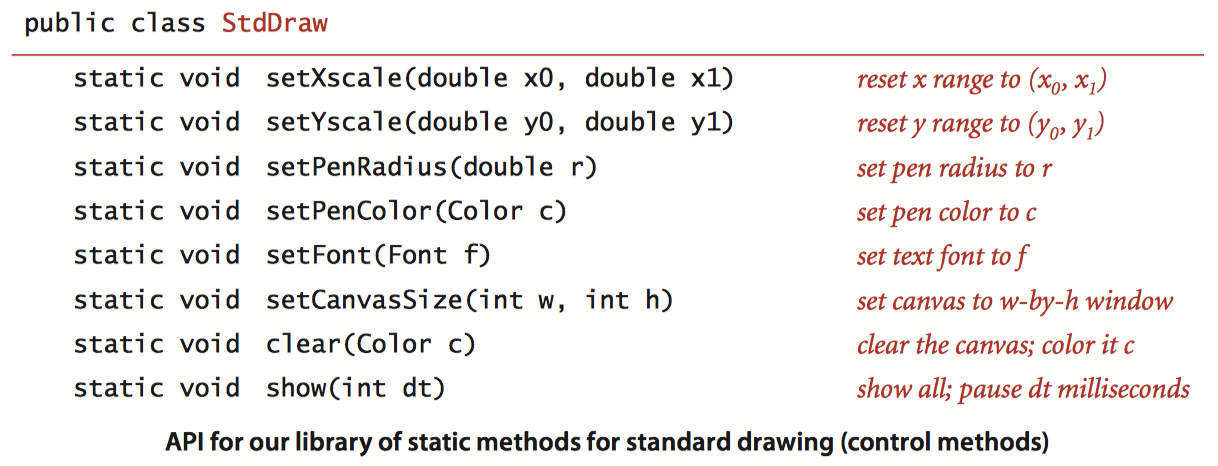 public class StdDraw
static void setXscale(double x0, double x1) reset x range to (x0, x1)
static void setYscale(double y0, double y1) reset y range to (y0, y1)
static void setPenRadius(double r) set pen radius to r
static void setPenColor(Color c) set pen color to c
static void setFont(Font f) set text font to f
static void setCanvasSize(int w, int h) set canvas to w-by-h window
static void clear(Color c) clear the canvas; color it c
static void show(int dt) show all; pause dt milliseconds
API for our library of static methods for standard drawing (control methods)